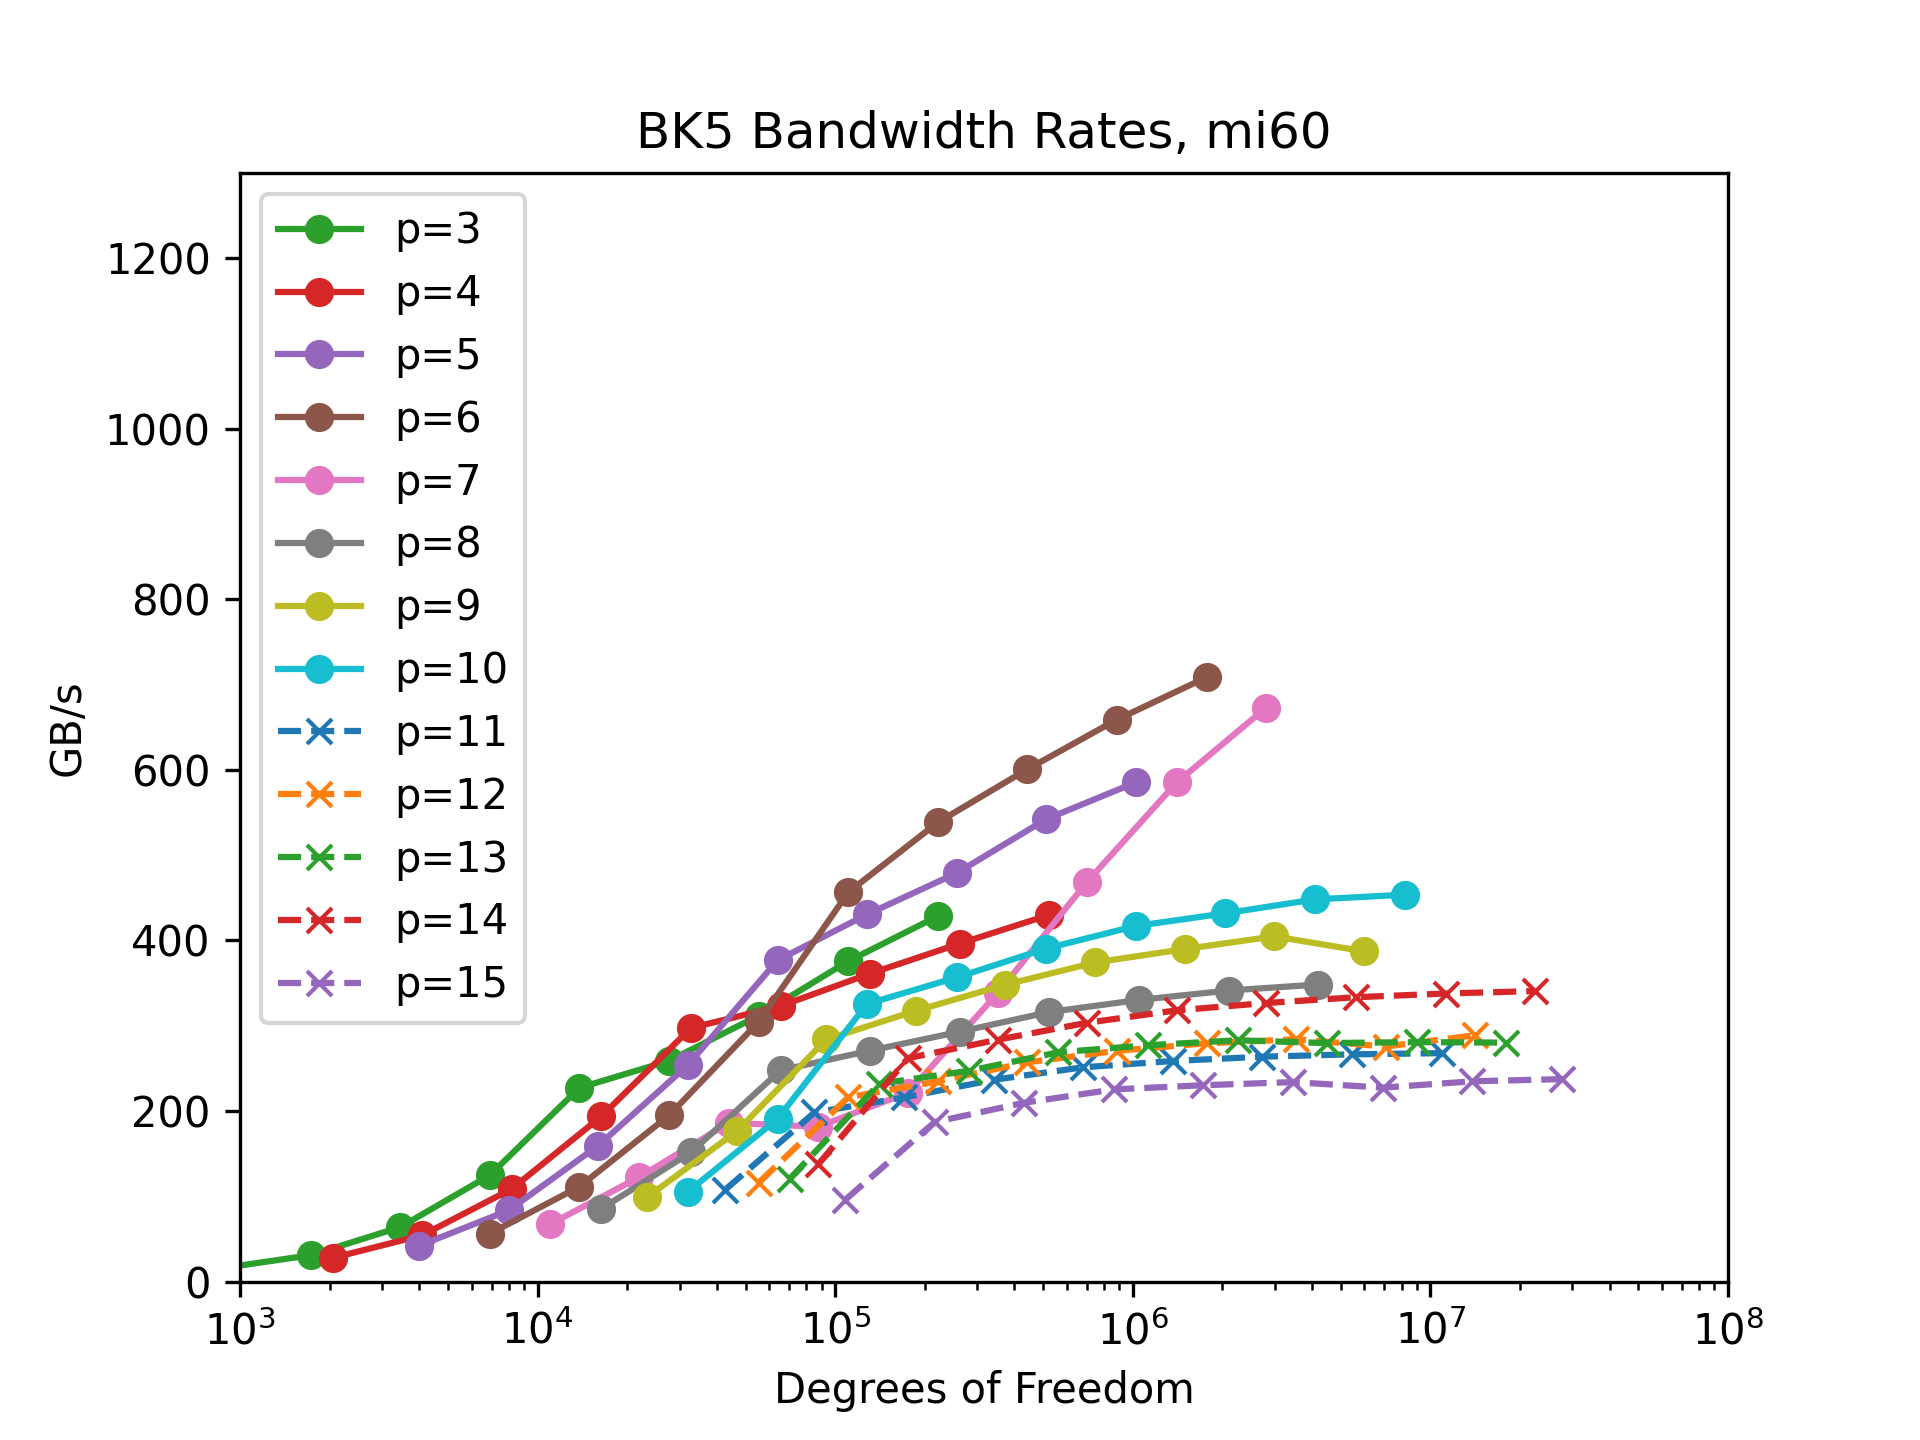 BK5 Bandwidth Rates, mi60
p=3
p=4
p=5
p=6
p=7
p=8
p=9
p=10
p=11
p=12
p=13
p=14
p=15
1200
1000
800
600
400
200
0
GB/s
10³ 10⁴ 10⁵ 10⁶ 10⁷ 10⁸
Degrees of Freedom